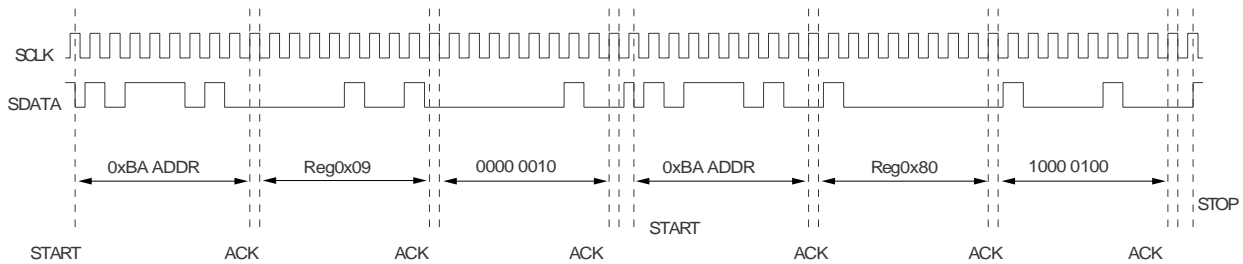 SCLK
SDATA
0xBA ADDR Reg0x09 0000 0010 0xBA ADDR Reg0x80 1000 0100
STOP
START
START ACK ACK ACK ACK ACK ACK